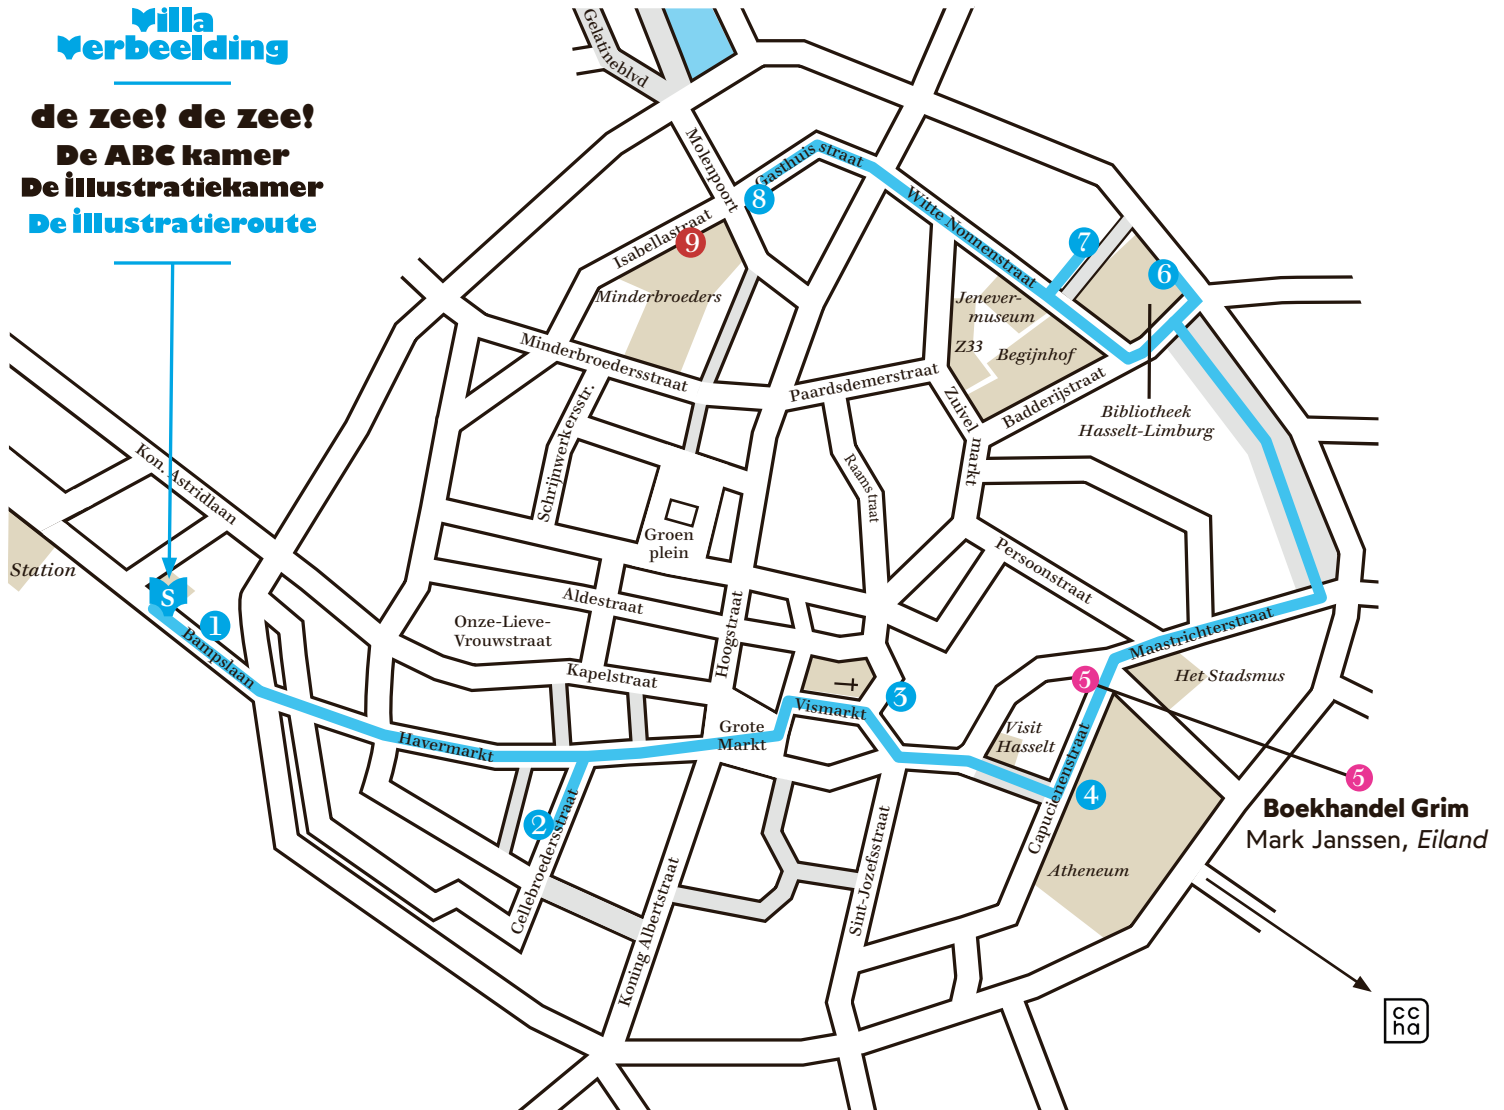 Villa
Verbeelding
de zee! de zee!
De ABC kamer
De illustratiekamer
De illustratieroute
Gelatineblvd
Molenpoort
Gasthuisstraat
8
Witte Nonnenstraat
7
6
Isabellastraat
9
Minderbroeders
Jenever-
museum
Z33
Begijnhof
Minderbroedersstraat
Paardsdemerstraat
Zuivelmarkt
Badderijstraat
Bibliotheek
Hasselt-Limburg
Schrijnwerkersstr.
Raamstraat
Kon. Astridlaan
Groen
plein
Persoonstraat
Station
S
1
Bampslaan
Aldestraat
Onze-Lieve-
Vrouwstraat
Hoogstraat
Kapelstraat
Maastrichterstraat
Het Stadsmus
5
3
Vismarkt
Grote
Markt
Havermarkt
Visit
Hasselt
Capucienenstraat
4
5
Boekhandel Grim
Mark Janssen, Eiland
2
Cellebroedersstraat
Koning Albertstraat
Sint-Jozefsstraat
Atheneum
cc
ha